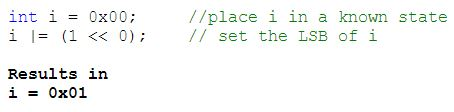 int i = 0x00;      //place i in a known state
i |= (1 << 0);    // set the LSB of i
Results in
i = 0x01